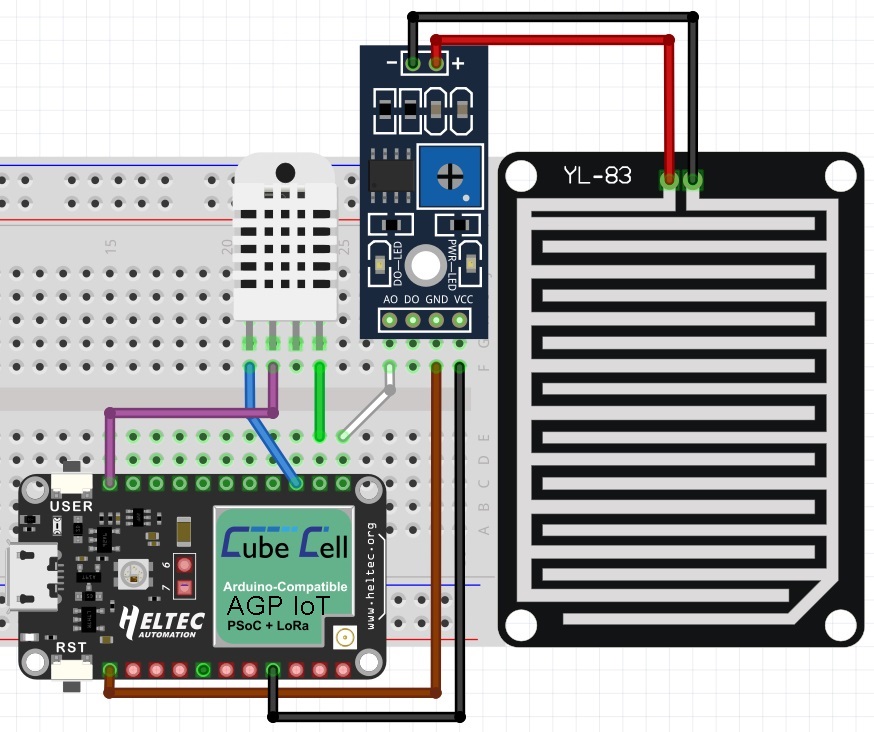 - +
YL-83
15
20
25
DO-LED
PWR-LED
AO DO GND VCC
G
F
E
D
C
B
A
USER
Cube Cell
Arduino-Compatible
AGP IoT
PSoC + LoRa
6
7
HELTEC
AUTOMATION
www.heltec.org
RST